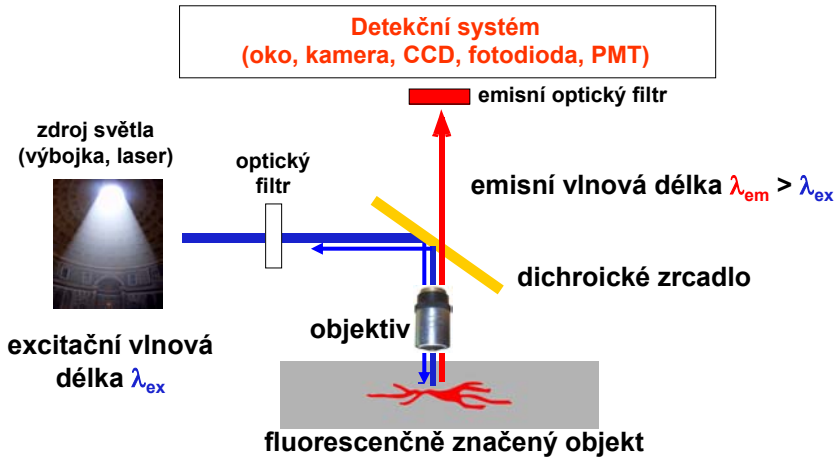 Detekční systém
(oko, kamera, CCD, fotodioda, PMT)
emisní optický filtr
zdroj světla
(výbojka, laser)
optický
filtr
emisní vlnová délka λem > λex
dichroické zrcadlo
objektiv
excitační vlnová
délka λex
fluorescenčně značený objekt